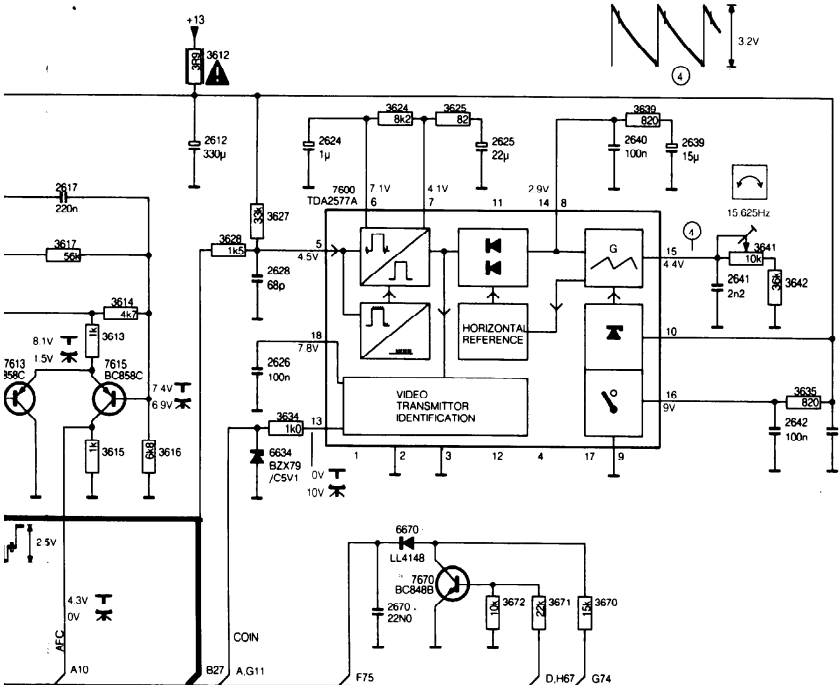 +13
3R9
3612
3.2V
4
2612
330µ
2624
1µ
3624
8k2
3625
82
2625
22µ
3639
820
2640
100n
2639
15µ
2617
220n
7600
TDA2577A
7.1V
6
4.1V
7
11
2.9V
14
8
15.625Hz
33k
3627
3617
56k
3628
1k5
5
4.5V
2628
68p
G
15
4.4V
4
3641
10k
2641
2n2
36k
3642
3614
4k7
8.1V
1.5V
1k
3613
7613
858C
7615
BC858C
7.4V
6.9V
18
7.8V
2626
100n
HORIZONTAL
REFERENCE
10
VIDEO
TRANSMITTOR
IDENTIFICATION
16
9V
3635
820
2642
100n
3634
1k0
13
1k
3615
6k8
3616
6634
BZX79
/C5V1
0V
10V
1
2
3
12
4
17
9
2.5V
6670
LL4148
7670
BC848B
2670
22N0
10k
3672
22k
3671
15k
3670
4.3V
0V
AFC
COIN
A10
B27
A,G11
F75
D,H67
G74